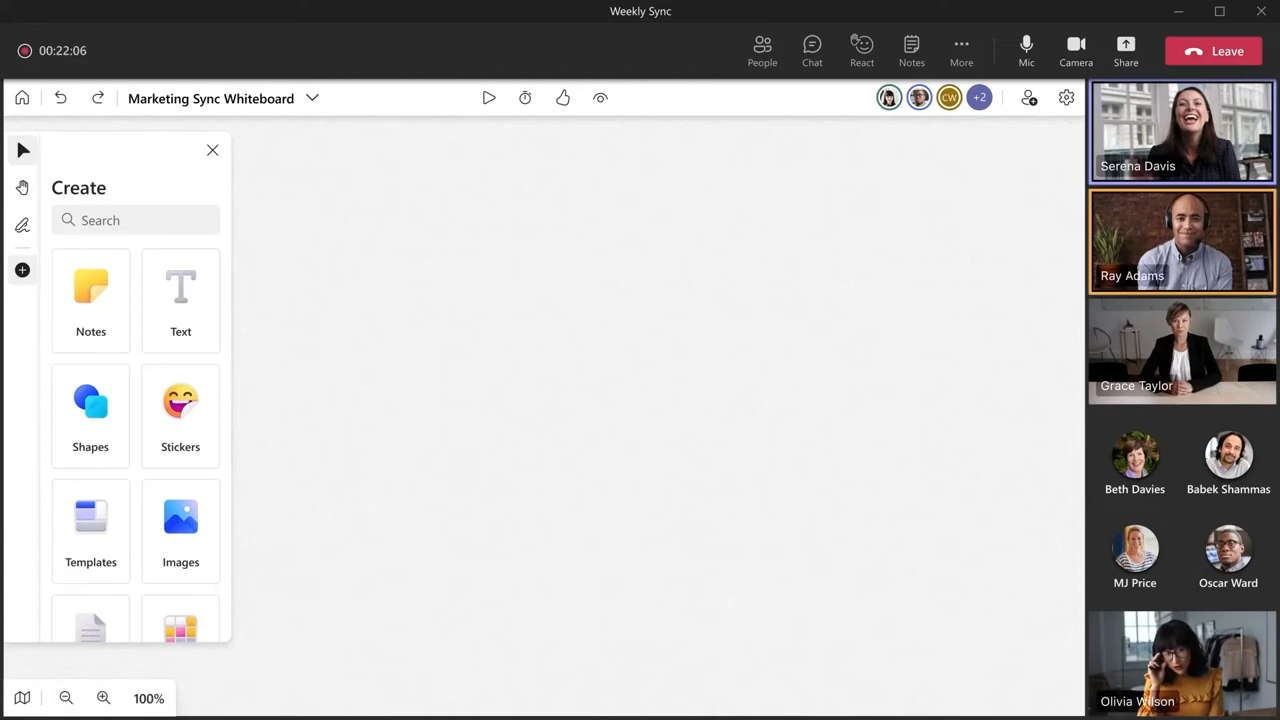 Weekly Sync
00:22:06
People
Chat
React
Notes
More
Mic
Camera
Share
Leave
Marketing Sync Whiteboard
CW
+2
Create
Search
Notes
Text
Shapes
Stickers
Templates
Images
100%
Serena Davis
Ray Adams
Grace Taylor
Beth Davies
Babek Shammas
MJ Price
Oscar Ward
Olivia Wilson